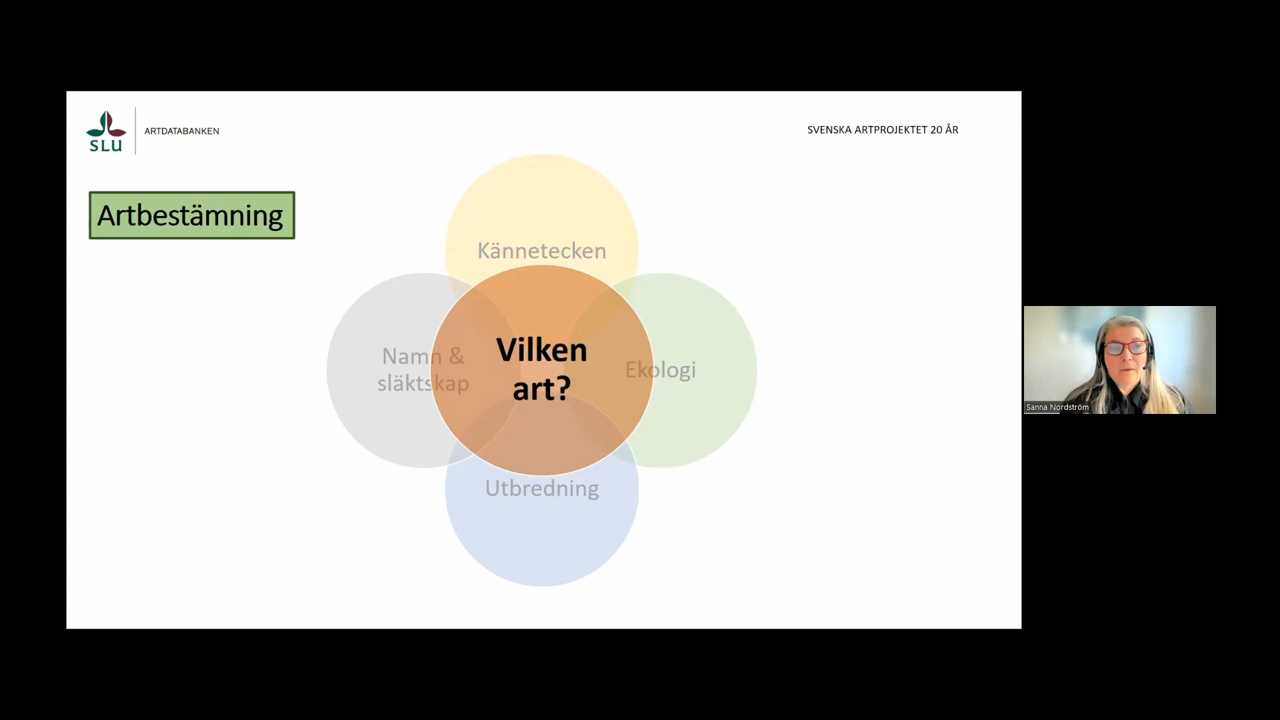 SLU
ARTDATABANKEN
SVENSKA ARTPROJEKTET 20 ÅR
Artbestämning
Kännetecken
Namn &
släktskap
Vilken
art?
Ekologi
Utbredning
Sanna Nordström